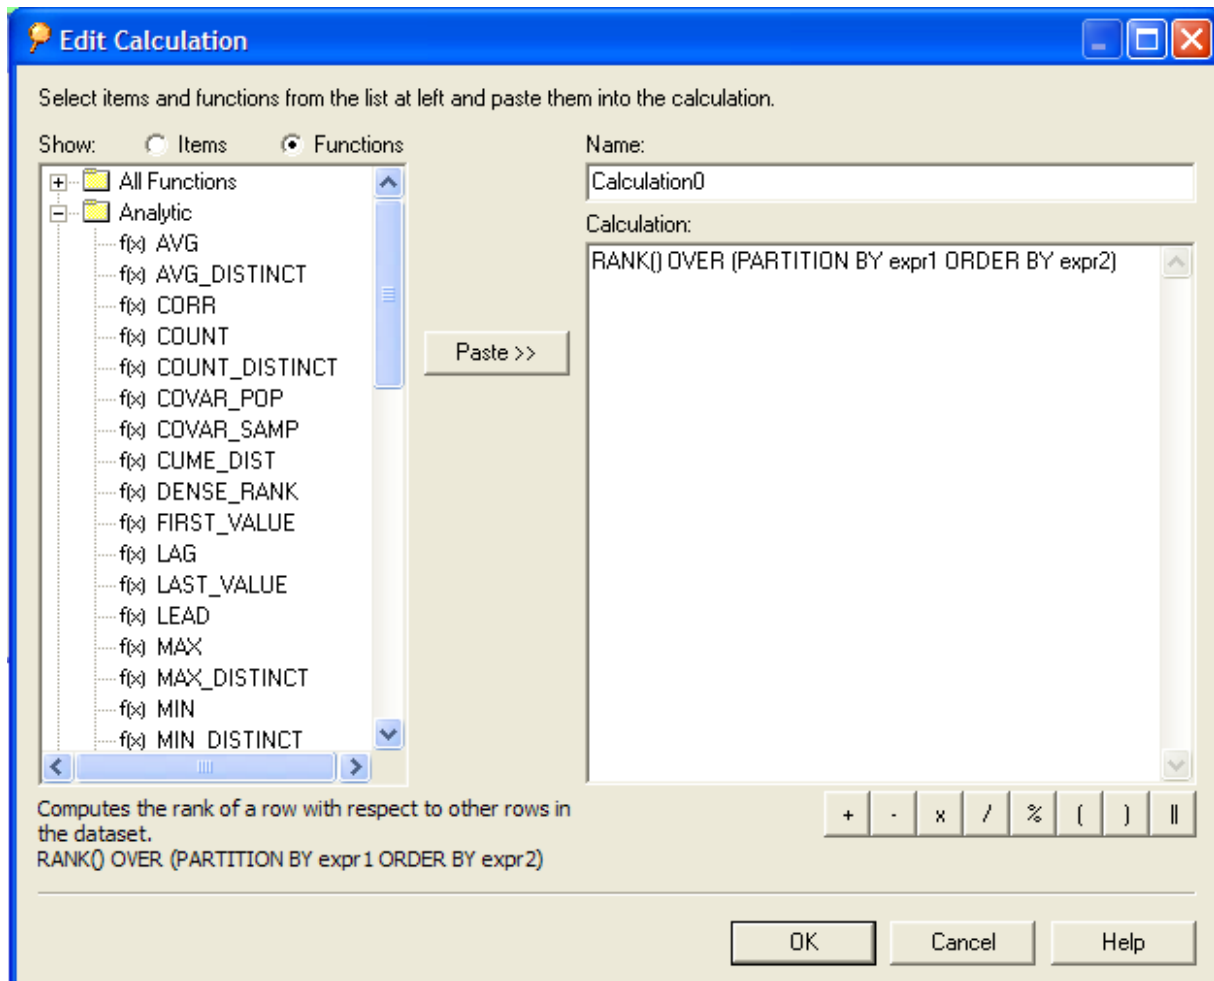 Edit Calculation
Select items and functions from the list at left and paste them into the calculation.
Show: Items Functions
All Functions
Analytic
f(x) AVG
f(x) AVG_DISTINCT
f(x) CORR
f(x) COUNT
f(x) COUNT_DISTINCT
f(x) COVAR_POP
f(x) COVAR_SAMP
f(x) CUME_DIST
f(x) DENSE_RANK
f(x) FIRST_VALUE
f(x) LAG
f(x) LAST_VALUE
f(x) LEAD
f(x) MAX
f(x) MAX_DISTINCT
f(x) MIN
f(x) MIN_DISTINCT
Computes the rank of a row with respect to other rows in
the dataset.
RANK() OVER (PARTITION BY expr1 ORDER BY expr2)
Paste >>
Name:
Calculation0
Calculation:
RANK() OVER (PARTITION BY expr1 ORDER BY expr2)
+ - x / % ( ) ||
OK Cancel Help